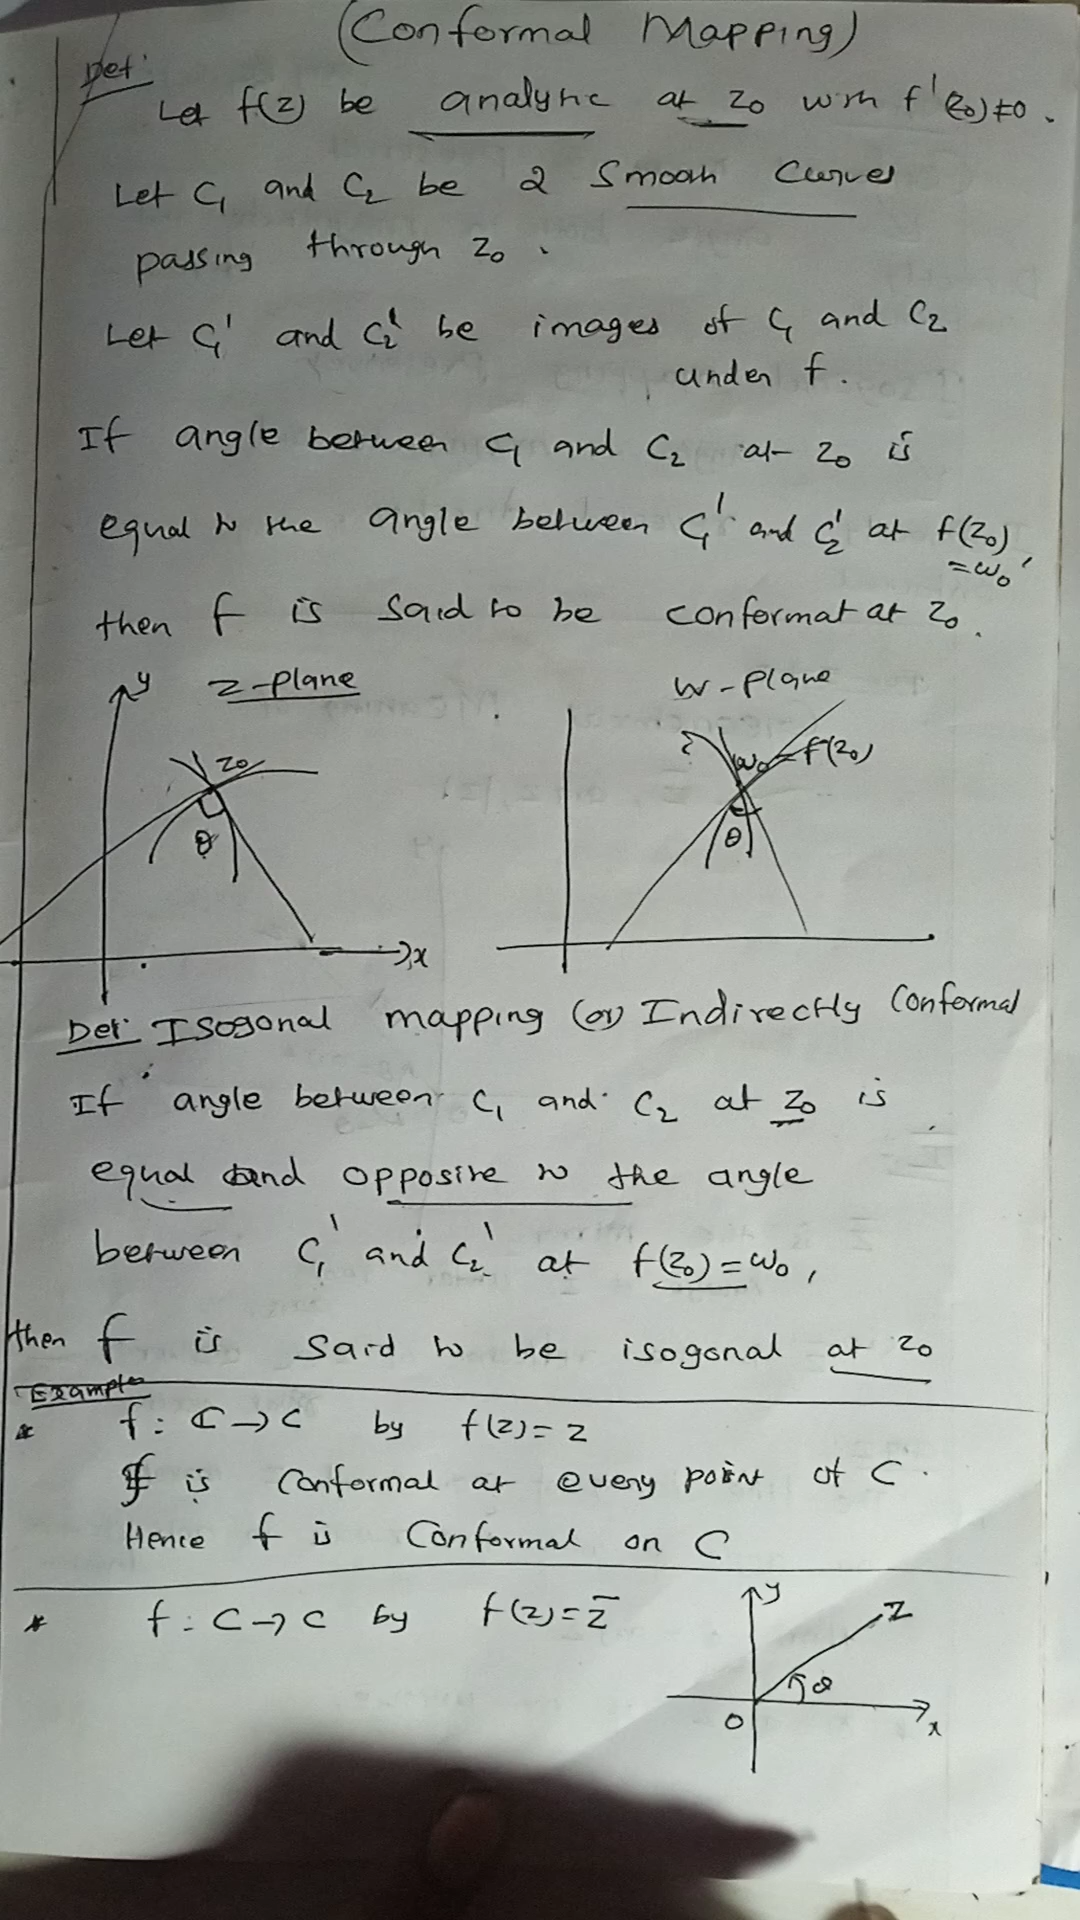 (Conformal Mapping)
Def:
Let f(z) be analytic at z₀ with f'(z₀)≠0.
Let C₁ and C₂ be 2 Smooth Curves
passing through z₀.
Let C₁' and C₂' be images of C₁ and C₂
under f.
If angle between C₁ and C₂ at z₀ is
equal to the angle between C₁' and C₂' at f(z₀)
=w₀,
then f is said to be conformal at z₀.
y z-plane
w-plane
z₀
w₀=f(z₀)
θ
θ
x
Def: Isogonal mapping (or) Indirectly Conformal
If angle between C₁ and C₂ at z₀ is
equal and opposite to the angle
between C₁' and C₂' at f(z₀)=w₀,
then f is said to be isogonal at z₀
Example
* f: C→C by f(z)=z
f is Conformal at every point of C.
Hence f is Conformal on C
* f: C→C by f(z)=z̅
y
z
θ
O
x